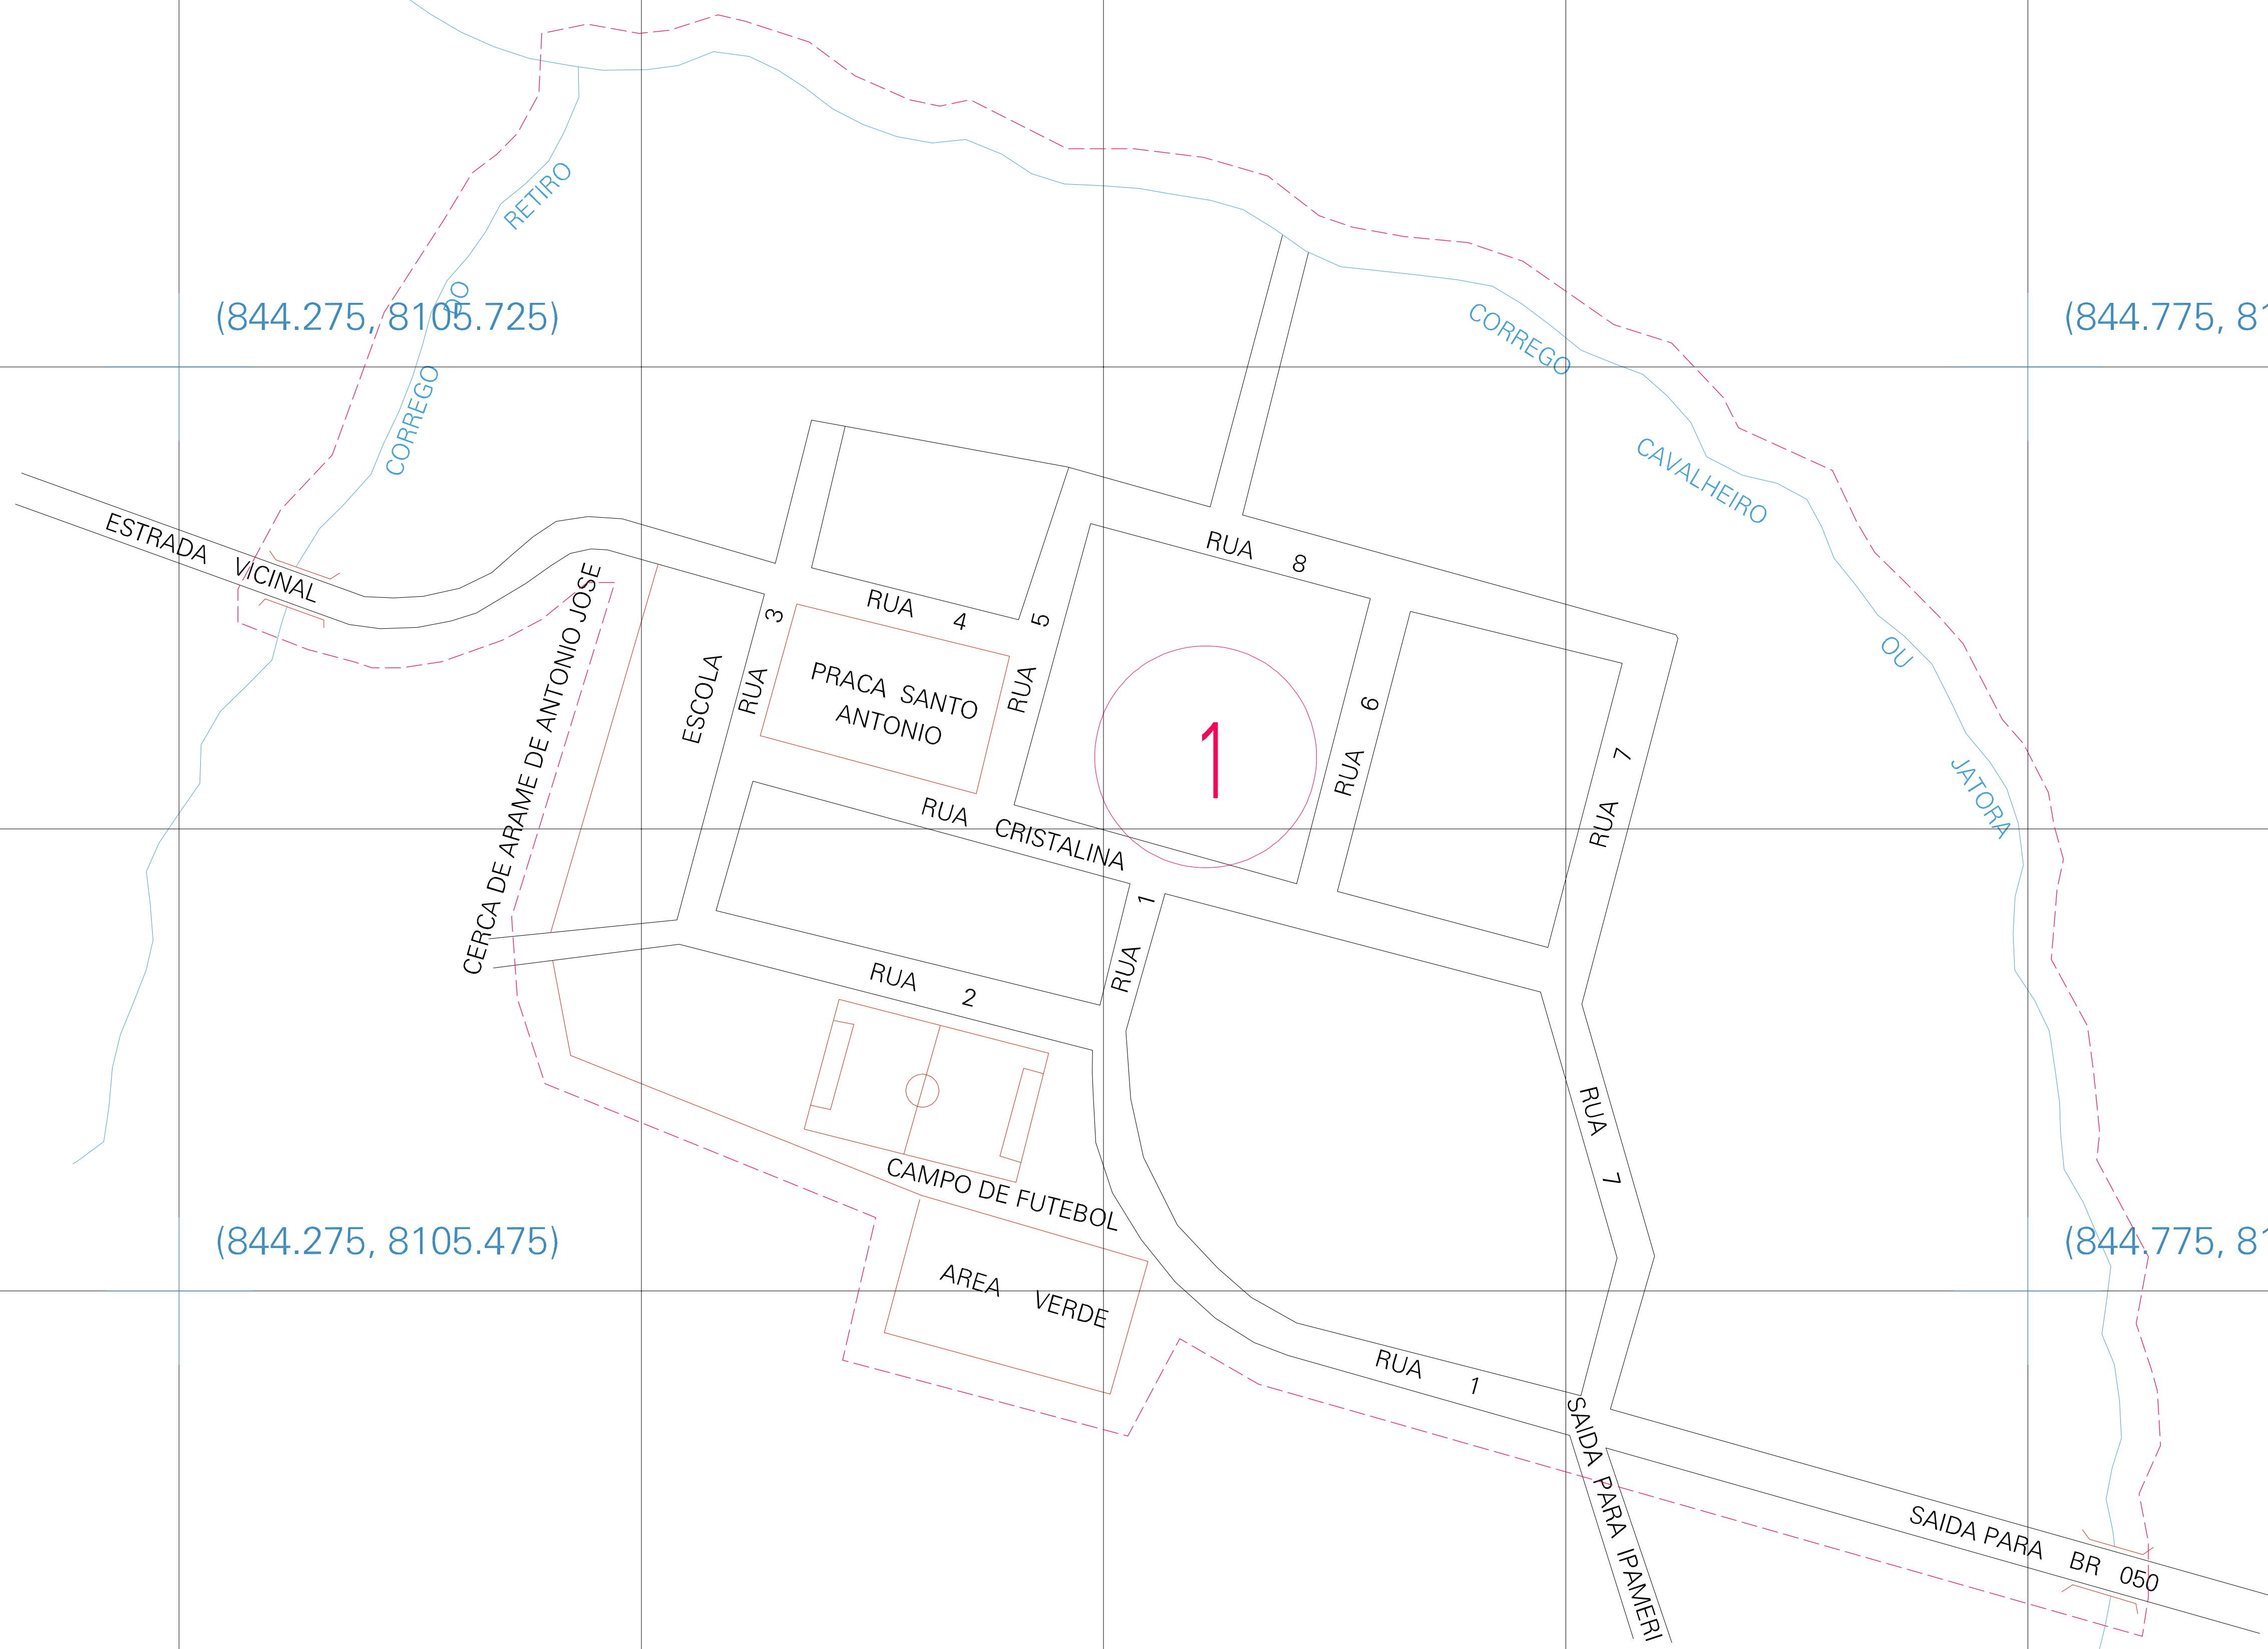 CORREGO DO RETIRO
(844.275, 8105.725)
(844.775, 81
CORREGO CAVALHEIRO OU JATORA
ESTRADA VICINAL
RUA 8
RUA 4
RUA 3
RUA 5
CERCA DE ARAME DE ANTONIO JOSE
ESCOLA
PRACA SANTO
ANTONIO
1
RUA 6
RUA 7
RUA CRISTALINA
RUA 1
RUA 2
RUA 7
CAMPO DE FUTEBOL
(844.275, 8105.475)
(844.775, 81
AREA VERDE
RUA 1
SAIDA PARA IPAMERI
SAIDA PARA BR 050